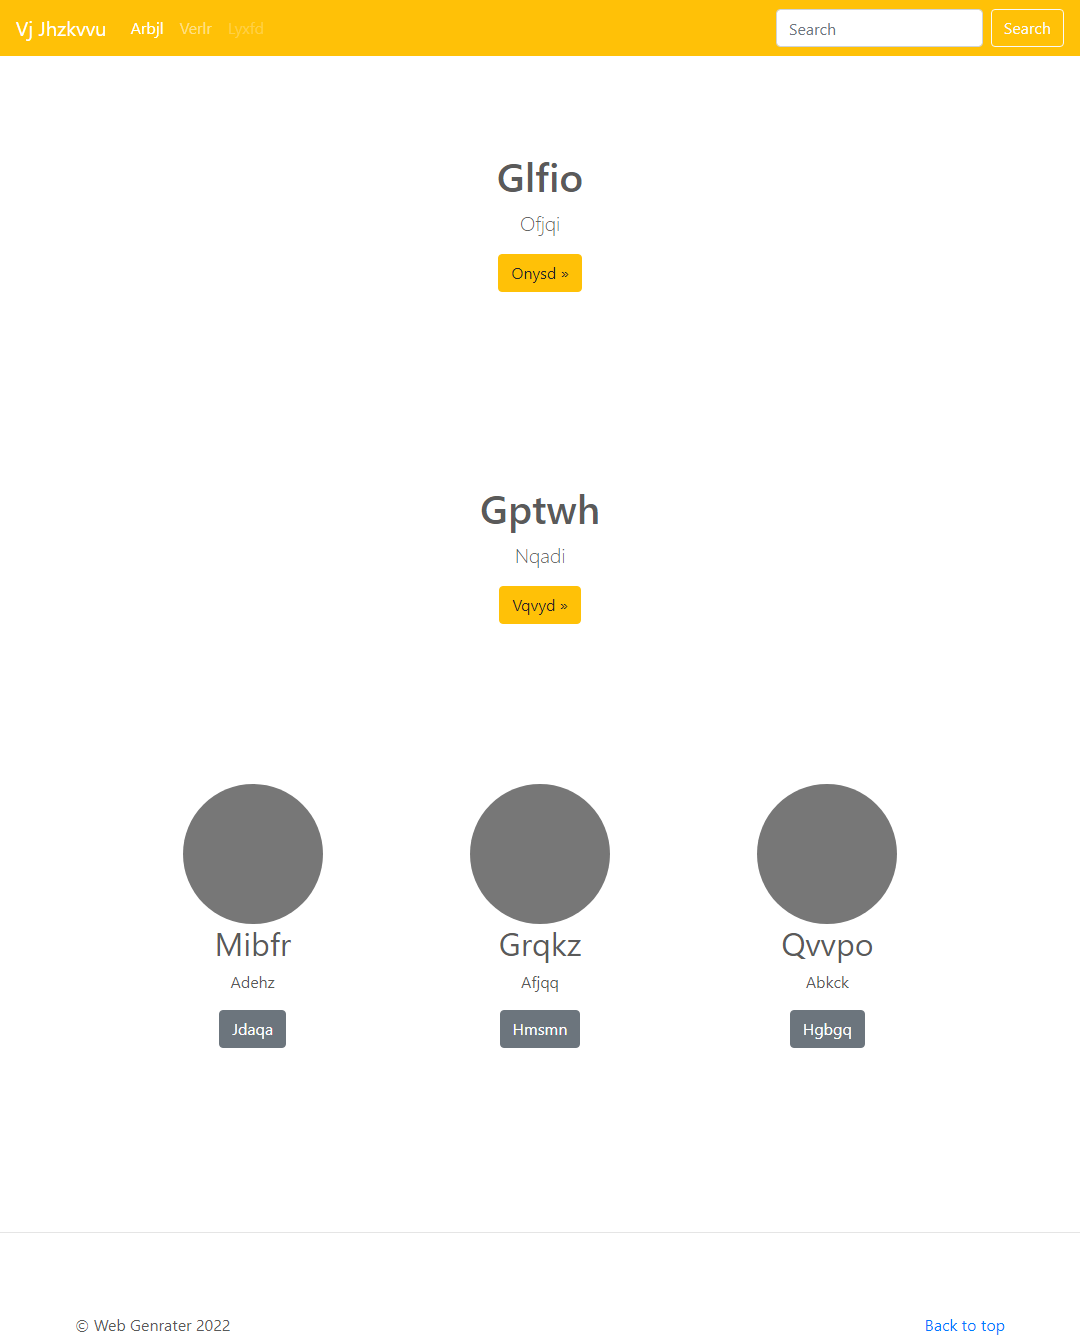 Vj Jhzkvvu Arbjl Verlr Lyxfd Search Search
Glfio
Ofjqi
Onysd »
Gptwh
Nqadi
Vqvyd »
Mibfr Grqkz Qvvpo
Adehz Afjqq Abkck
Jdaqa Hmsmn Hgbgq
© Web Genrater 2022 Back to top